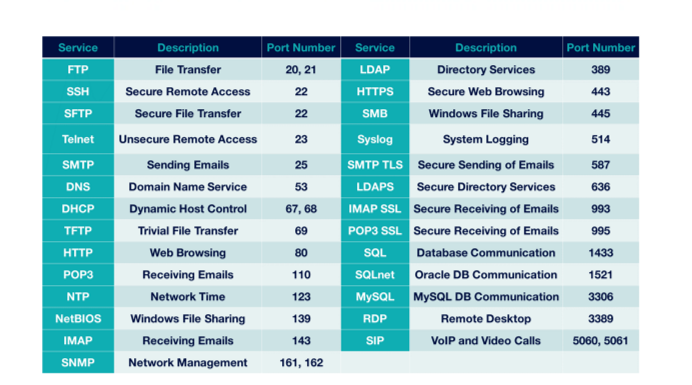 Service Description Port Number Service Description Port Number
FTP File Transfer 20, 21 LDAP Directory Services 389
SSH Secure Remote Access 22 HTTPS Secure Web Browsing 443
SFTP Secure File Transfer 22 SMB Windows File Sharing 445
Telnet Unsecure Remote Access 23 Syslog System Logging 514
SMTP Sending Emails 25 SMTP TLS Secure Sending of Emails 587
DNS Domain Name Service 53 LDAPS Secure Directory Services 636
DHCP Dynamic Host Control 67, 68 IMAP SSL Secure Receiving of Emails 993
TFTP Trivial File Transfer 69 POP3 SSL Secure Receiving of Emails 995
HTTP Web Browsing 80 SQL Database Communication 1433
POP3 Receiving Emails 110 SQLnet Oracle DB Communication 1521
NTP Network Time 123 MySQL MySQL DB Communication 3306
NetBIOS Windows File Sharing 139 RDP Remote Desktop 3389
IMAP Receiving Emails 143 SIP VoIP and Video Calls 5060, 5061
SNMP Network Management 161, 162